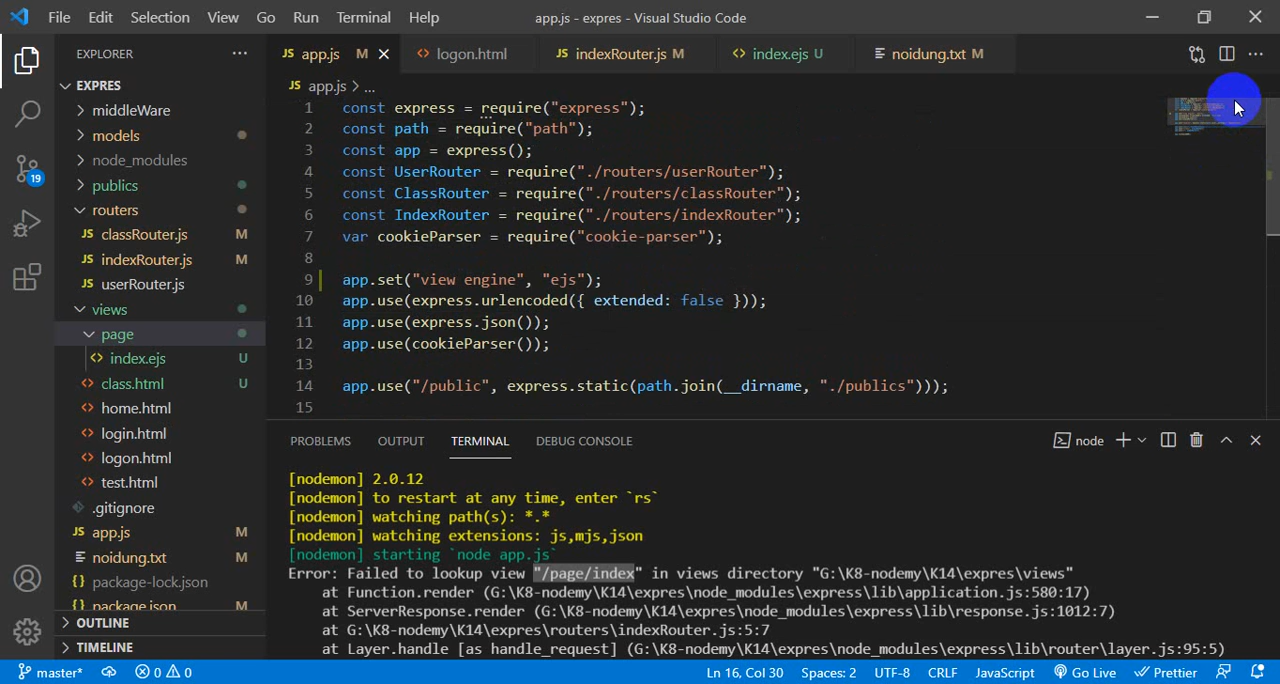 File Edit Selection View Go Run Terminal Help
app.js - expres - Visual Studio Code
EXPLORER
EXPRES
middleWare
models
node_modules
publics
routers
classRouter.js M
indexRouter.js M
userRouter.js
views
page
index.ejs U
class.html U
home.html
login.html
logon.html
test.html
.gitignore
app.js M
noidung.txt M
package-lock.json
package.json M
OUTLINE
TIMELINE
19
JS app.js M
logon.html
JS indexRouter.js M
index.ejs U
noidung.txt M
JS app.js > ...
1 const express = require("express");
2 const path = require("path");
3 const app = express();
4 const UserRouter = require("./routers/userRouter");
5 const ClassRouter = require("./routers/classRouter");
6 const IndexRouter = require("./routers/indexRouter");
7 var cookieParser = require("cookie-parser");
8
9 app.set("view engine", "ejs");
10 app.use(express.urlencoded({ extended: false }));
11 app.use(express.json());
12 app.use(cookieParser());
13
14 app.use("/public", express.static(path.join(__dirname, "./publics")));
15
PROBLEMS OUTPUT TERMINAL DEBUG CONSOLE
node
[nodemon] 2.0.12
[nodemon] to restart at any time, enter `rs`
[nodemon] watching path(s): *.*
[nodemon] watching extensions: js,mjs,json
[nodemon] starting `node app.js`
Error: Failed to lookup view "/page/index" in views directory "G:\K8-nodemy\K14\expres\views"
at Function.render (G:\K8-nodemy\K14\expres\node_modules\express\lib\application.js:580:17)
at ServerResponse.render (G:\K8-nodemy\K14\expres\node_modules\express\lib\response.js:1012:7)
at G:\K8-nodemy\K14\expres\routers\indexRouter.js:5:7
at Layer.handle [as handle_request] (G:\K8-nodemy\K14\expres\node_modules\express\lib\router\layer.js:95:5)
master* 0 0 Ln 16, Col 30 Spaces: 2 UTF-8 CRLF JavaScript Go Live Prettier